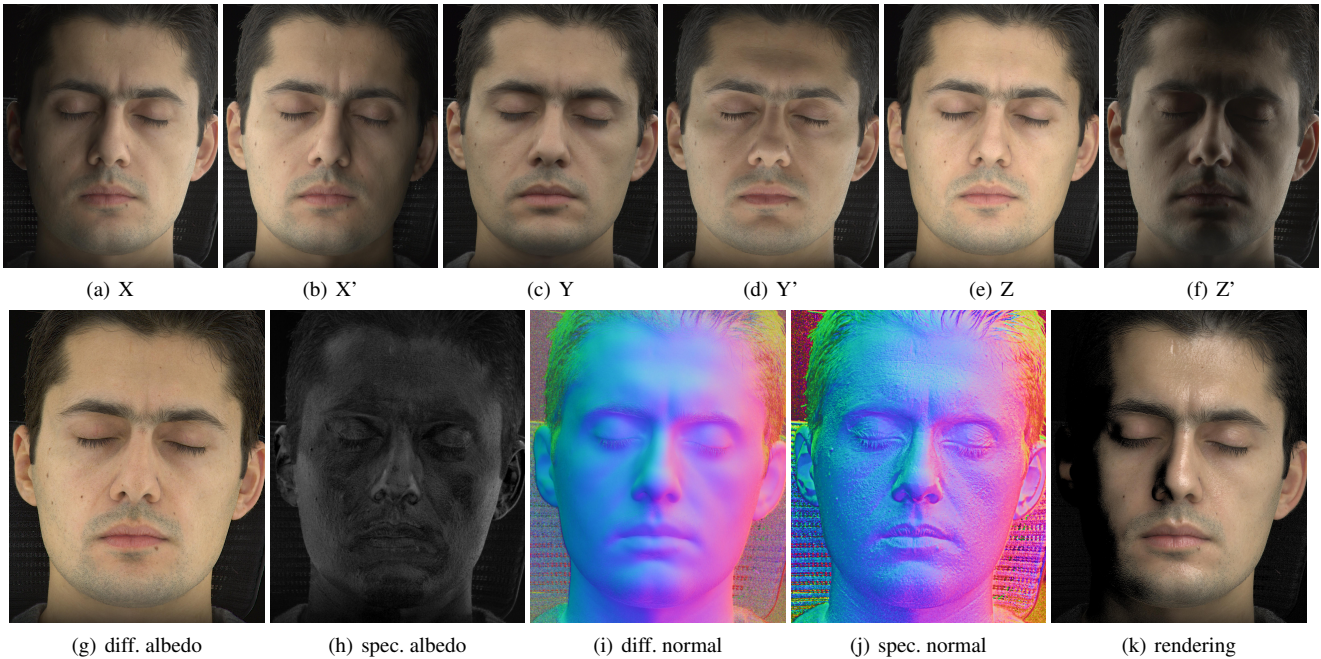 (a) X (b) X’ (c) Y (d) Y’ (e) Z (f) Z’
(g) diff. albedo (h) spec. albedo (i) diff. normal (j) spec. normal (k) rendering